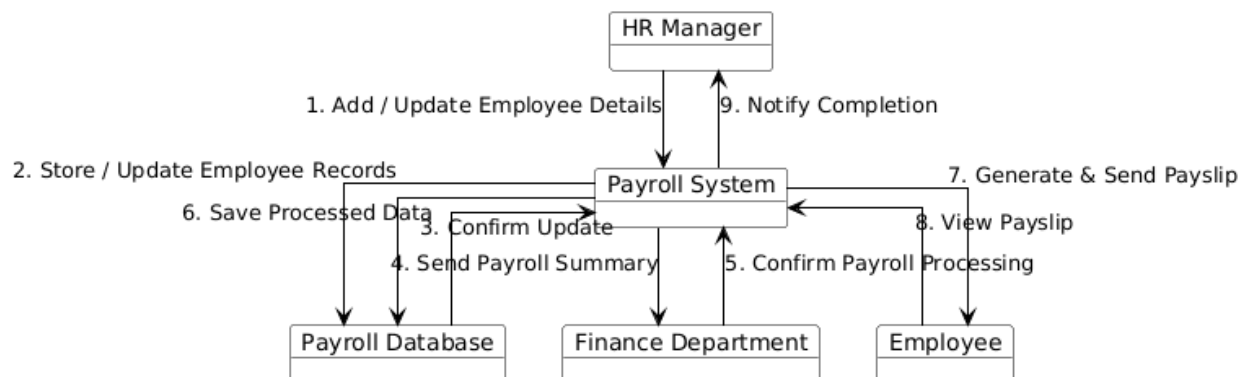 HR Manager
1. Add / Update Employee Details
9. Notify Completion
2. Store / Update Employee Records
Payroll System
7. Generate & Send Payslip
6. Save Processed Data
3. Confirm Update
8. View Payslip
4. Send Payroll Summary
5. Confirm Payroll Processing
Payroll Database
Finance Department
Employee